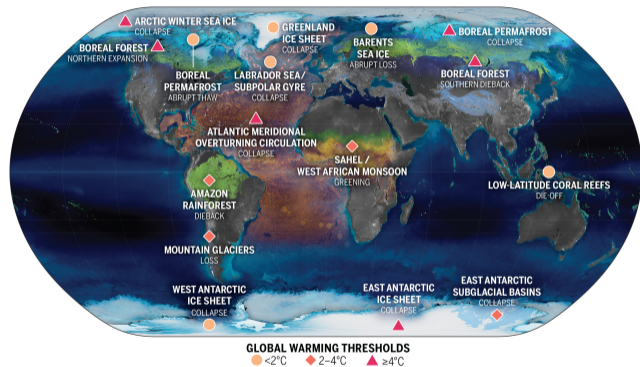 ARCTIC WINTER SEA ICE
COLLAPSE
BOREAL FOREST
NORTHERN EXPANSION
BOREAL
PERMAFROST
ABRUPT THAW
GREENLAND
ICE SHEET
COLLAPSE
LABRADOR SEA/
SUBPOLAR GYRE
COLLAPSE
BARENTS
SEA ICE
ABRUPT LOSS
BOREAL PERMAFROST
COLLAPSE
BOREAL FOREST
SOUTHERN DIEBACK
ATLANTIC MERIDIONAL
OVERTURNING CIRCULATION
COLLAPSE
SAHEL /
WEST AFRICAN MONSOON
GREENING
LOW-LATITUDE CORAL REEFS
DIE-OFF
AMAZON
RAINFOREST
DIEBACK
MOUNTAIN GLACIERS
LOSS
WEST ANTARCTIC
ICE SHEET
COLLAPSE
EAST ANTARCTIC
ICE SHEET
COLLAPSE
EAST ANTARCTIC
SUBGLACIAL BASINS
COLLAPSE
GLOBAL WARMING THRESHOLDS
<2°C 2–4°C ≥4°C